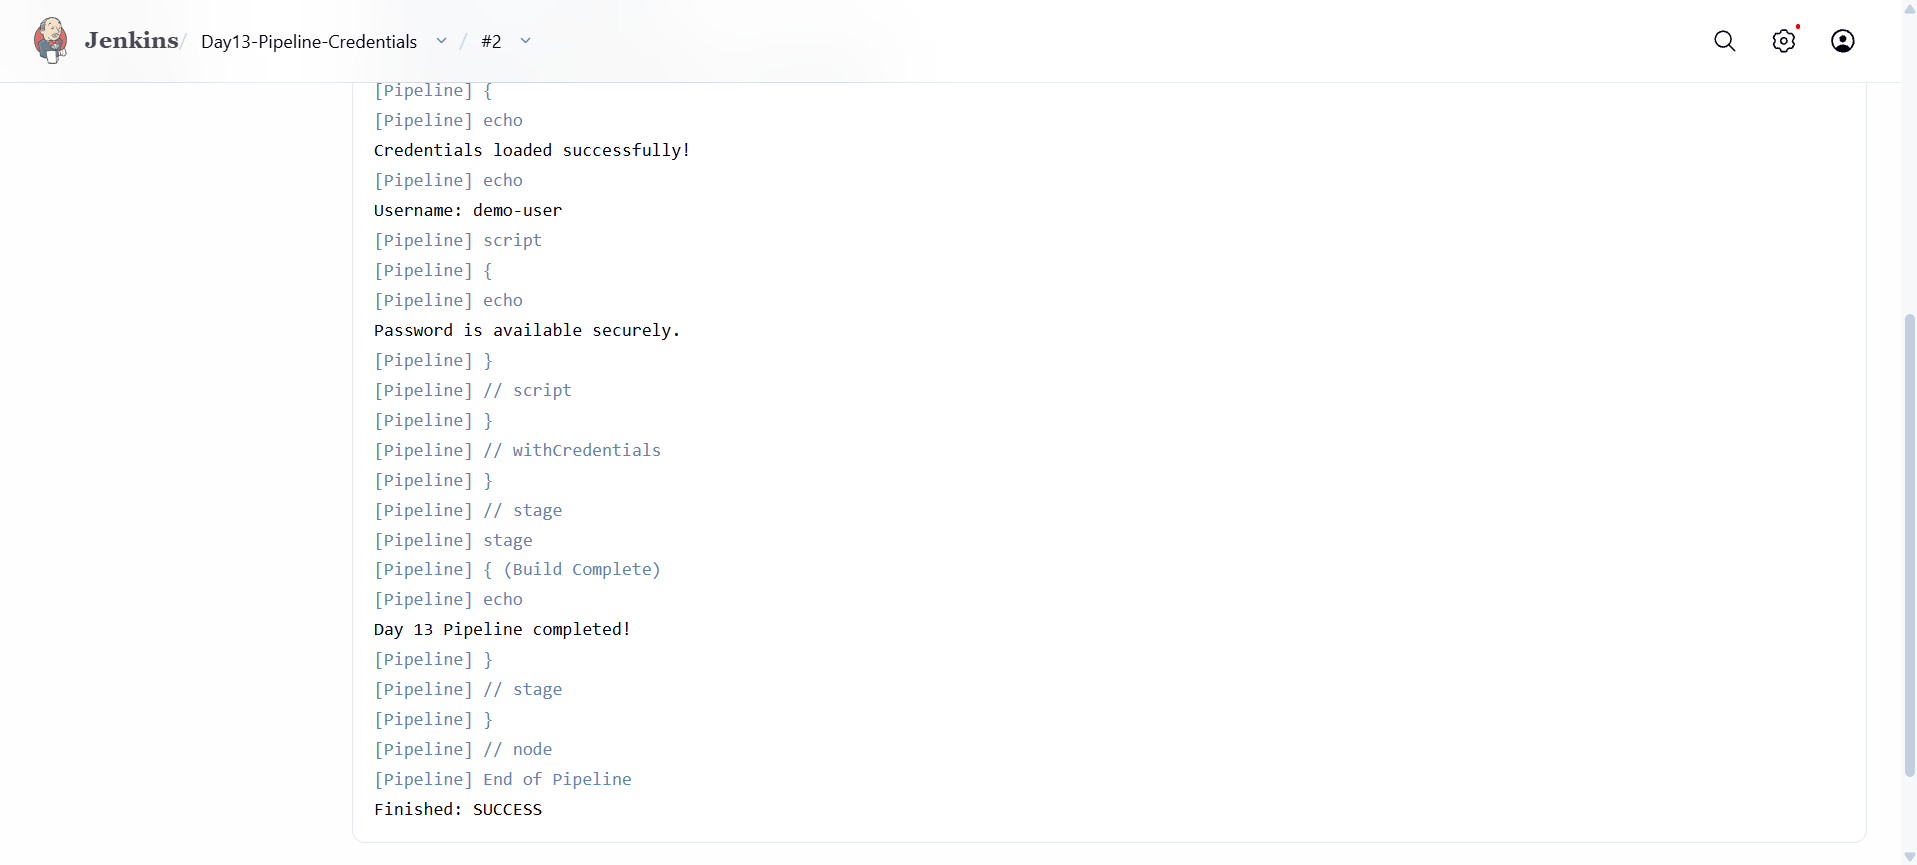 Jenkins / Day13-Pipeline-Credentials / #2
[Pipeline] {
[Pipeline] echo
Credentials loaded successfully!
[Pipeline] echo
Username: demo-user
[Pipeline] script
[Pipeline] {
[Pipeline] echo
Password is available securely.
[Pipeline] }
[Pipeline] // script
[Pipeline] }
[Pipeline] // withCredentials
[Pipeline] }
[Pipeline] // stage
[Pipeline] stage
[Pipeline] { (Build Complete)
[Pipeline] echo
Day 13 Pipeline completed!
[Pipeline] }
[Pipeline] // stage
[Pipeline] }
[Pipeline] // node
[Pipeline] End of Pipeline
Finished: SUCCESS